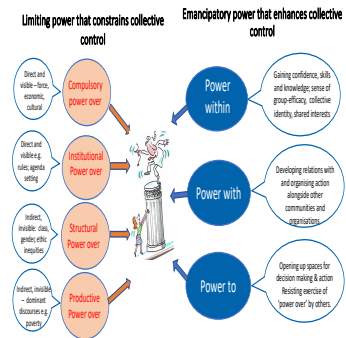 Limiting power that constrains collective
control
Emancipatory power that enhances collective
control
Direct and
visible – force,
economic,
cultural
Compulsory
power over
Direct and
visible e.g.
rules; agenda
setting
Institutional
Power over
Indirect,
invisible: class,
gender, ethic
inequities
Structural
Power over
Indirect, invisible
– dominant
discourses e.g.
poverty
Productive
Power over
Power
within
Gaining confidence, skills
and knowledge; sense of
group-efficacy, collective
identity, shared interests
Power with
Developing relations with
and organising action
alongside other
communities and
organisations.
Power to
Opening up spaces for
decision making & action
Resisting exercise of
'power over' by others.